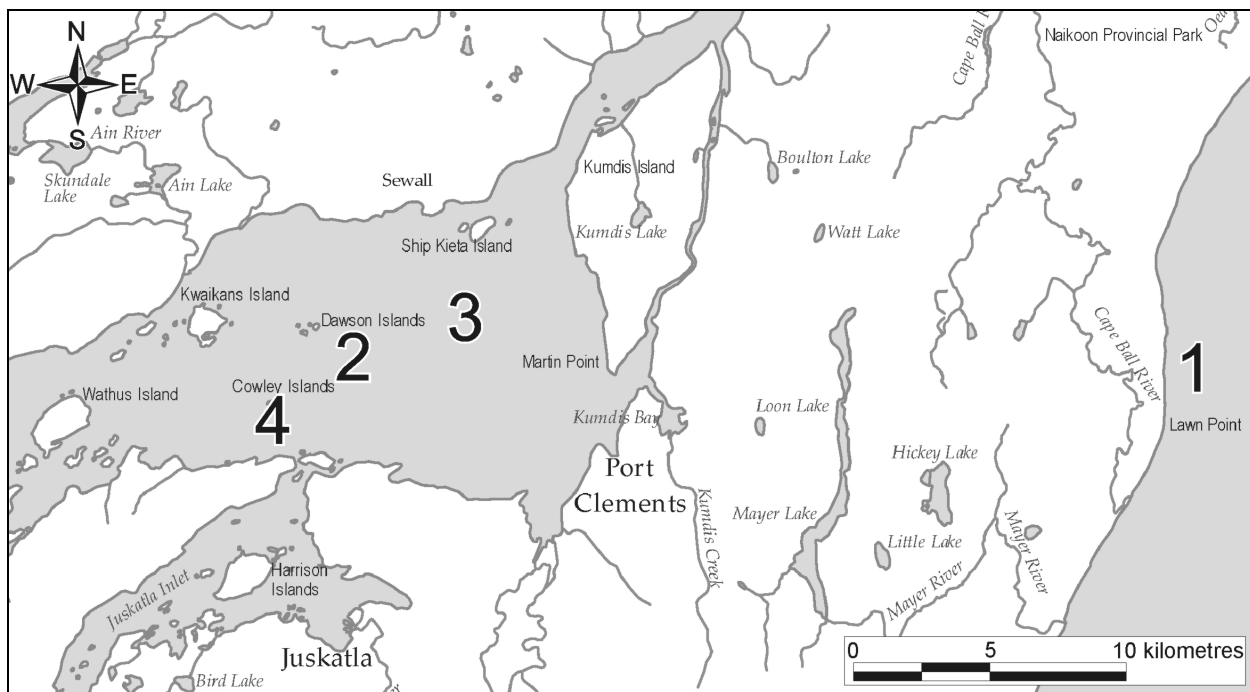 N
W E
S
Naikoon Provincial Park
Cape Ball R
Ain River
Skundale
Lake
Ain Lake
Sewall
Kumdis Island
Boulton Lake
Kumdis Lake
Watt Lake
Ship Kieta Island
Kwaikans Island
Dawson Islands
3
2
1
Martin Point
Cape Ball River
Wathus Island
Cowley Islands
4
Kumdis Bay
Loon Lake
Lawn Point
Port
Clements
Hickey Lake
Mayer Lake
Kumdis Creek
Little Lake
Mayer River
Mayer River
Harrison
Islands
Juskatla Inlet
Juskatla
Bird Lake
10 kilometres
0 5